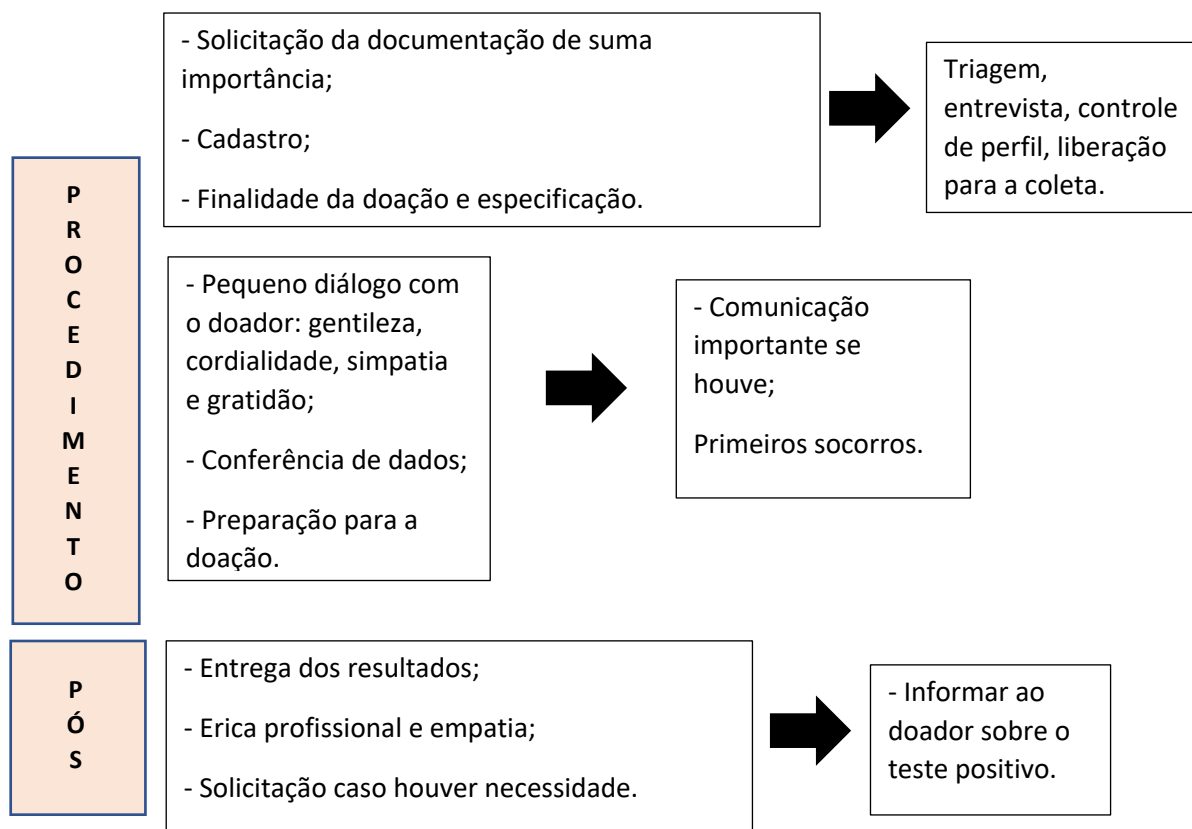 - Solicitação da documentação de suma
importância;
- Cadastro;
- Finalidade da doação e especificação.
Triagem,
entrevista, controle
de perfil, liberação
para a coleta.
P
R
O
C
E
D
I
M
E
N
T
O
- Pequeno diálogo com
o doador: gentileza,
cordialidade, simpatia
e gratidão;
- Conferência de dados;
- Preparação para a
doação.
- Comunicação
importante se
houve;
Primeiros socorros.
P
Ó
S
- Entrega dos resultados;
- Erica profissional e empatia;
- Solicitação caso houver necessidade.
- Informar ao
doador sobre o
teste positivo.